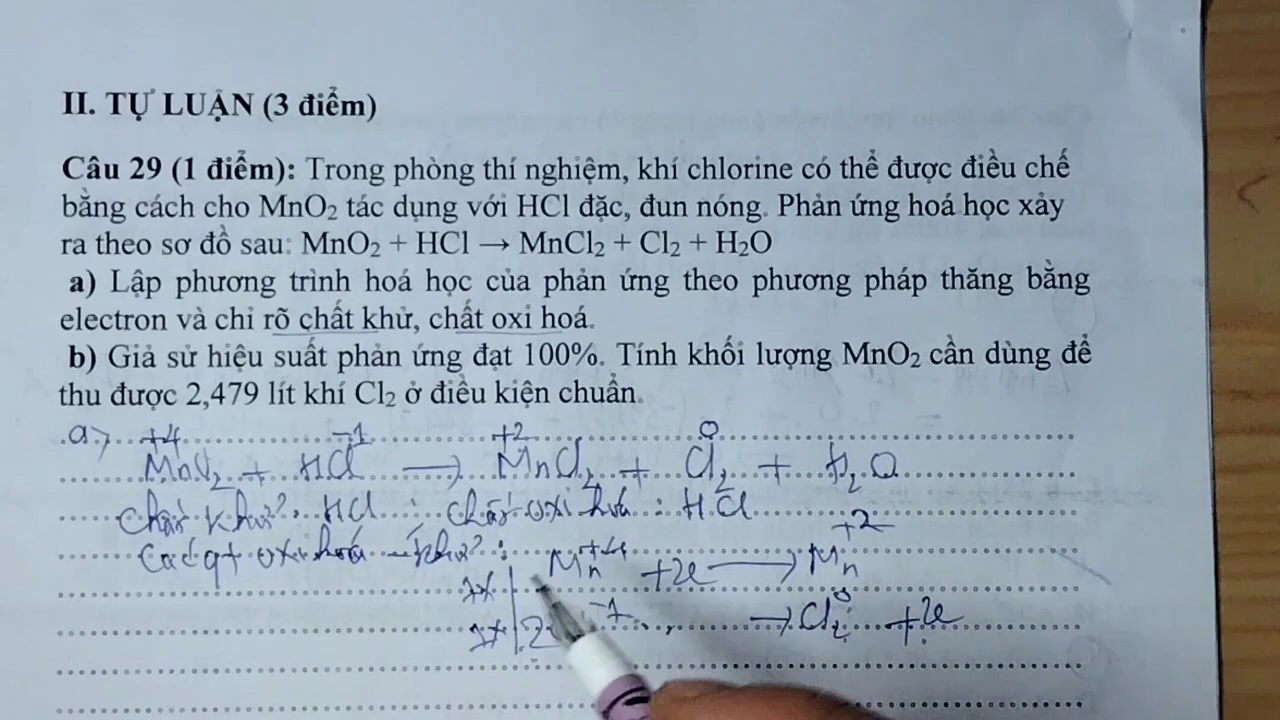 II. TỰ LUẬN (3 điểm)
Câu 29 (1 điểm): Trong phòng thí nghiệm, khí chlorine có thể được điều chế
bằng cách cho MnO₂ tác dụng với HCl đặc, đun nóng. Phản ứng hoá học xảy
ra theo sơ đồ sau: MnO₂ + HCl → MnCl₂ + Cl₂ + H₂O
a) Lập phương trình hoá học của phản ứng theo phương pháp thăng bằng
electron và chỉ rõ chất khử, chất oxi hoá.
b) Giả sử hiệu suất phản ứng đạt 100%. Tính khối lượng MnO₂ cần dùng để
thu được 2,479 lít khí Cl₂ ở điều kiện chuẩn.
a) +4 -1 +2 0
MnO₂ + HCl → MnCl₂ + Cl₂ + H₂O
Chất khử: HCl chất oxi hoá: HCl
Các qt oxi hoá - khử: Mn+4 +2e → Mn+2
1x
1x 2 -1 → Cl₂0 +2e